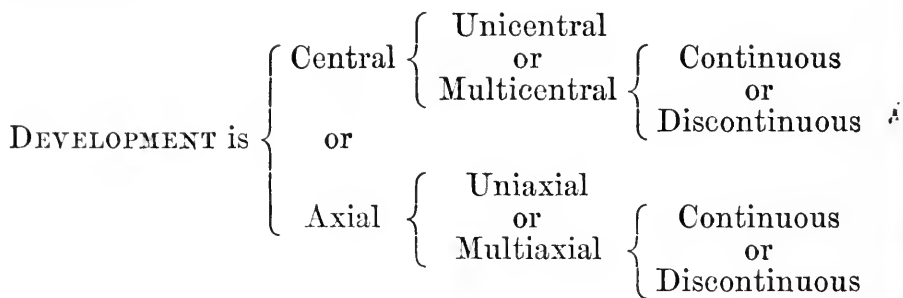 Unicentral
Central or Continuous
Multicentral or
Discontinuous
DEVELOPMENT is or
Uniaxial
Axial or Continuous
Multiaxial or
Discontinuous